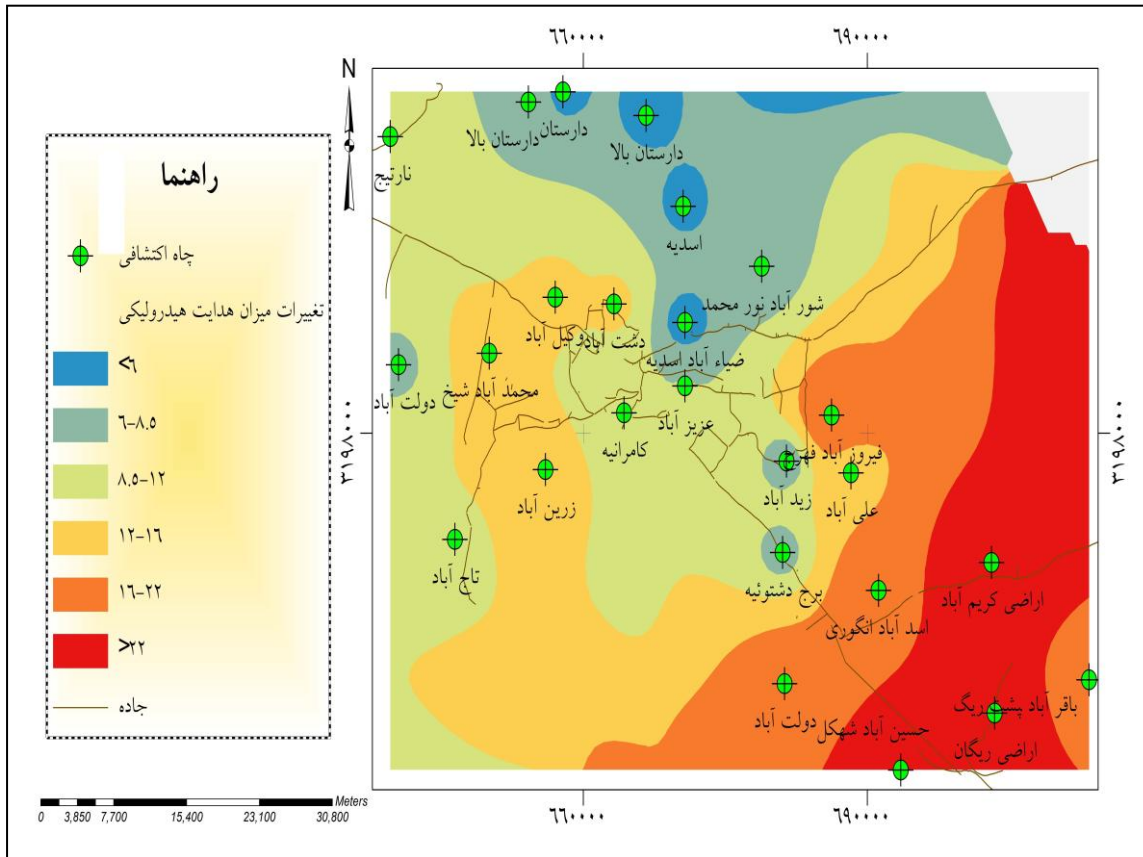 ۶۶۰۰۰۰
۶۹۰۰۰۰
N
راهنما
چاه اکتشافی
تغییرات میزان هدایت هیدرولیکی
<۶
۶-۸.۵
۸.۵-۱۲
۱۲-۱۶
۱۶-۲۲
>۲۲
جاده
دارستان بالا
دارستان
دارستان بالا
نارتیج
اسدیه
شور آباد نور محمد
وکیل آباد
دشت آباد
ضیاء آباد اسدیه
دولت آباد
محمد آباد شیخ
عزیز آباد
کامرانیه
فیروز آباد فهرج
زید آباد
علی آباد
زرین آباد
تاج آباد
برج دشتوئیه
اسد آباد انگوری
اراضی کریم آباد
دولت آباد
باقر آباد پشت ریگ
حسین آباد شهکل
اراضی ریگان
۳۱۹۸۰۰۰
۳۱۹۸۰۰۰
Meters
0 3,850 7,700 15,400 23,100 30,800
۶۶۰۰۰۰
۶۹۰۰۰۰